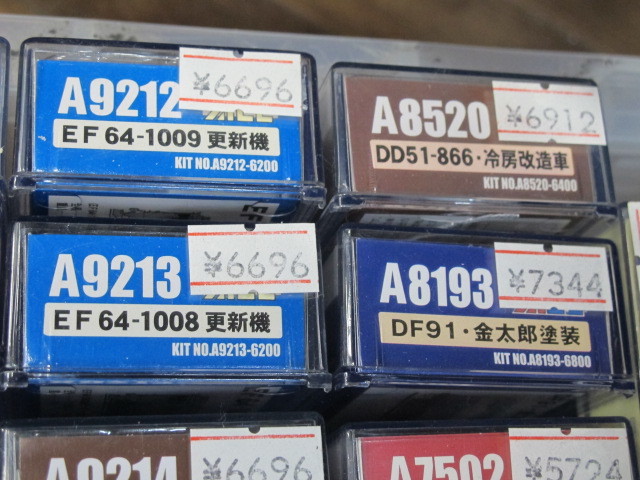 A9212
¥6696
EF64-1009 更新機
KIT NO.A9212-6200
A8520
¥6912
DD51-866・冷房改造車
KIT NO.A8520-6400
A9213
¥6696
EF64-1008 更新機
KIT NO.A9213-6200
A8193
¥7344
DF91・金太郎塗装
KIT NO.A8193-6800
A9214
¥6696
A7502
¥5724